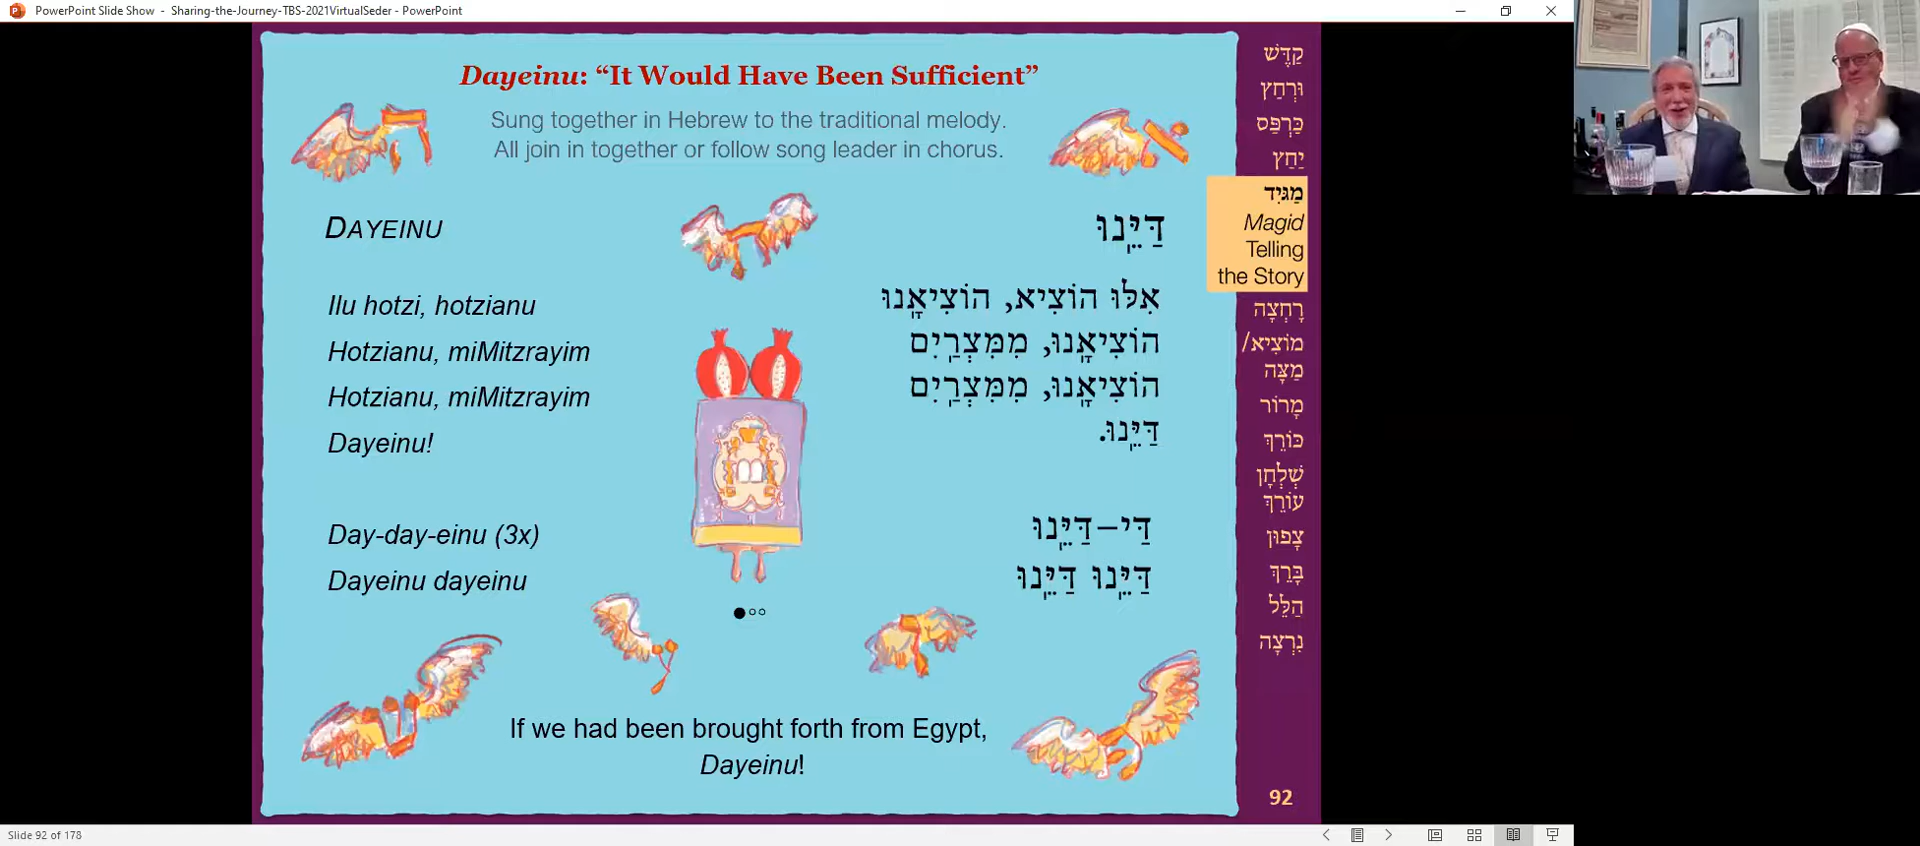 PowerPoint Slide Show - Sharing-the-Journey-TBS-2021VirtualSeder - PowerPoint
Dayeinu: “It Would Have Been Sufficient”
Sung together in Hebrew to the traditional melody.
All join in together or follow song leader in chorus.
DAYEINU
Ilu hotzi, hotzianu
Hotzianu, miMitzrayim
Hotzianu, miMitzrayim
Dayeinu!
Day-day-einu (3x)
Dayeinu dayeinu
דַּיֵּֽנוּ
אִלּוּ הוֹצִיא, הוֹצִיאָֽנוּ
הוֹצִיאָֽנוּ, מִמִּצְרַֽיִם
הוֹצִיאָֽנוּ, מִמִּצְרַֽיִם
דַּיֵּֽנוּ.
דַּי–דַּיֵּֽנוּ
דַּיֵּֽנוּ דַּיֵּֽנוּ
If we had been brought forth from Egypt,
Dayeinu!
קַדֵּשׁ
וּרְחַץ
כַּרְפַּס
יַחַץ
מַגִּיד
Magid
Telling
the Story
רָחְצָה
מוֹצִיא/
מַצָּה
מָרוֹר
כּוֹרֵךְ
שֻׁלְחָן
עוֹרֵךְ
צָפוּן
בָּרֵךְ
הַלֵּל
נִרְצָה
92
Slide 92 of 178